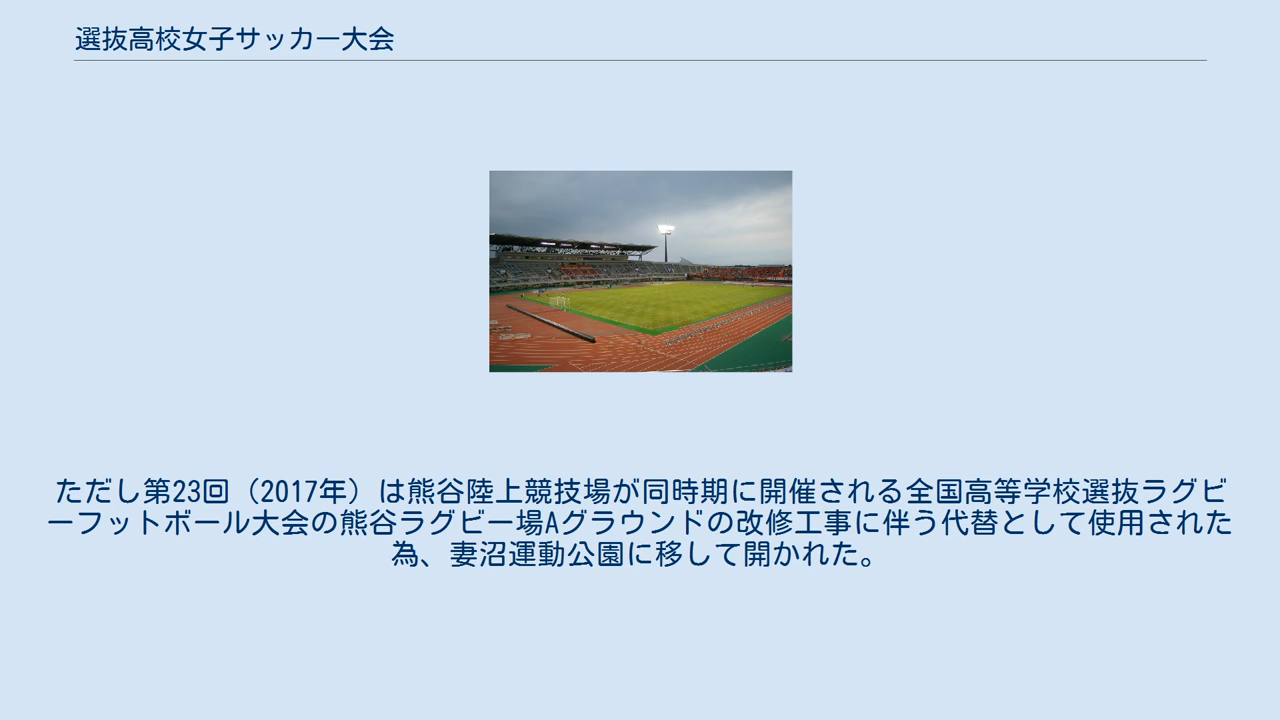 選抜高校女子サッカー大会
ただし第23回（2017年）は熊谷陸上競技場が同時期に開催される全国高等学校選抜ラグビ
ーフットボール大会の熊谷ラグビー場Aグラウンドの改修工事に伴う代替として使用された
為、妻沼運動公園に移して開かれた。